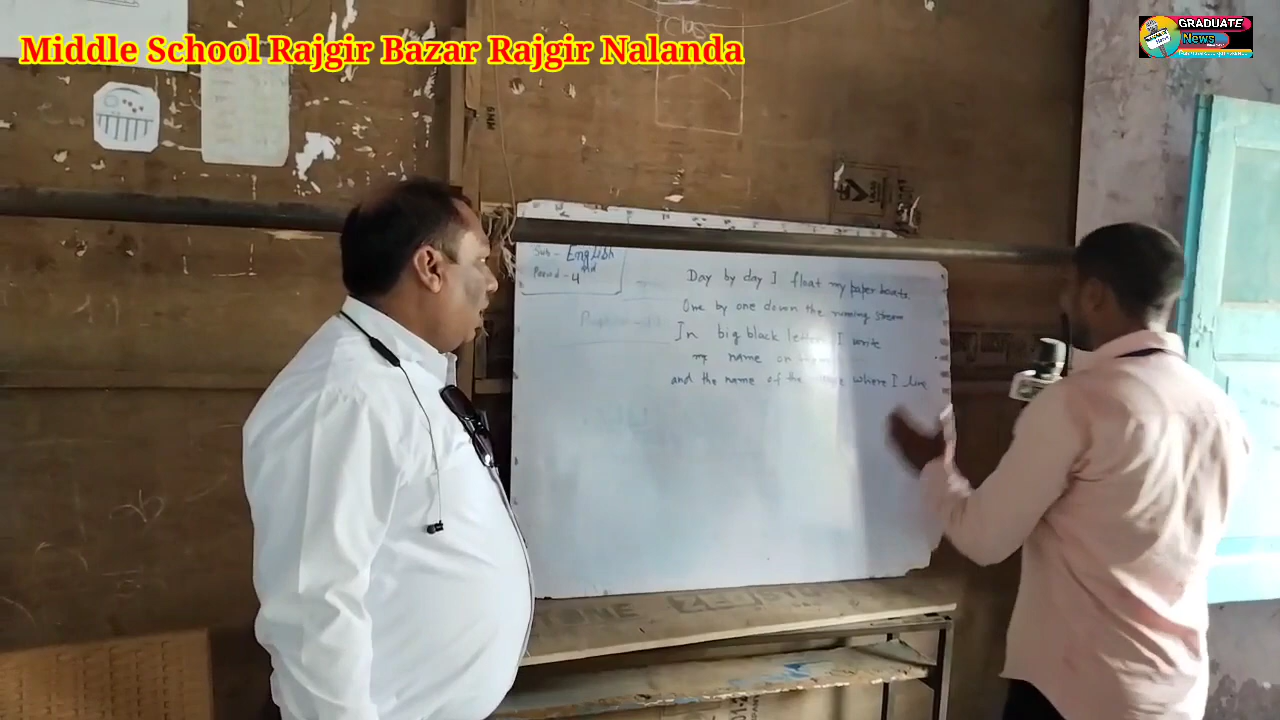 Middle School Rajgir Bazar Rajgir Nalanda
GRADUATE
News
Class
Sub - English
Period - 4
Day by day I float my paper boats.
One by one down the running stream
In big black letters I write
my name on
and the name of the where I live